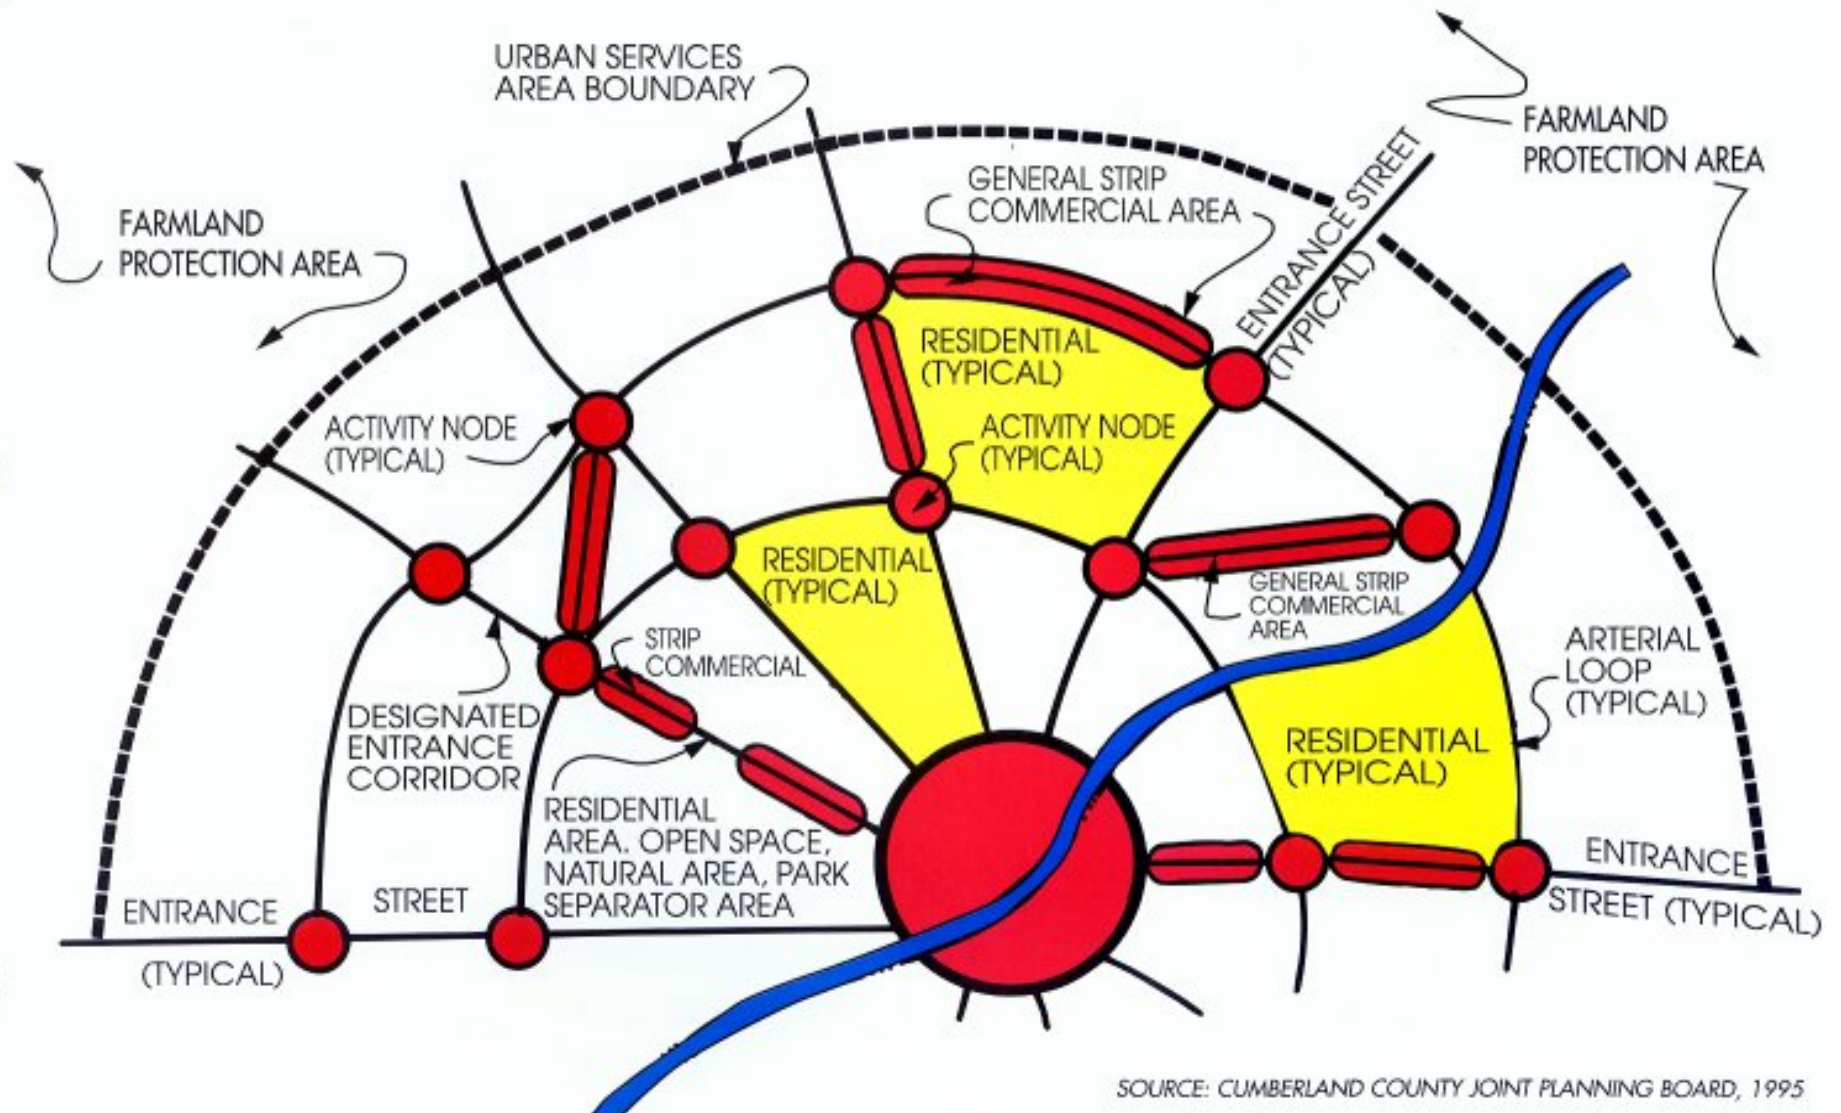 URBAN SERVICES
AREA BOUNDARY
FARMLAND
PROTECTION AREA
FARMLAND
PROTECTION AREA
GENERAL STRIP
COMMERCIAL AREA
ENTRANCE STREET
(TYPICAL)
RESIDENTIAL
(TYPICAL)
ACTIVITY NODE
(TYPICAL)
ACTIVITY NODE
(TYPICAL)
RESIDENTIAL
(TYPICAL)
GENERAL STRIP
COMMERCIAL
AREA
STRIP
COMMERCIAL
ARTERIAL
LOOP
(TYPICAL)
DESIGNATED
ENTRANCE
CORRIDOR
RESIDENTIAL
(TYPICAL)
RESIDENTIAL
AREA. OPEN SPACE,
NATURAL AREA, PARK
SEPARATOR AREA
ENTRANCE
STREET (TYPICAL)
ENTRANCE STREET
(TYPICAL)
SOURCE: CUMBERLAND COUNTY JOINT PLANNING BOARD, 1995